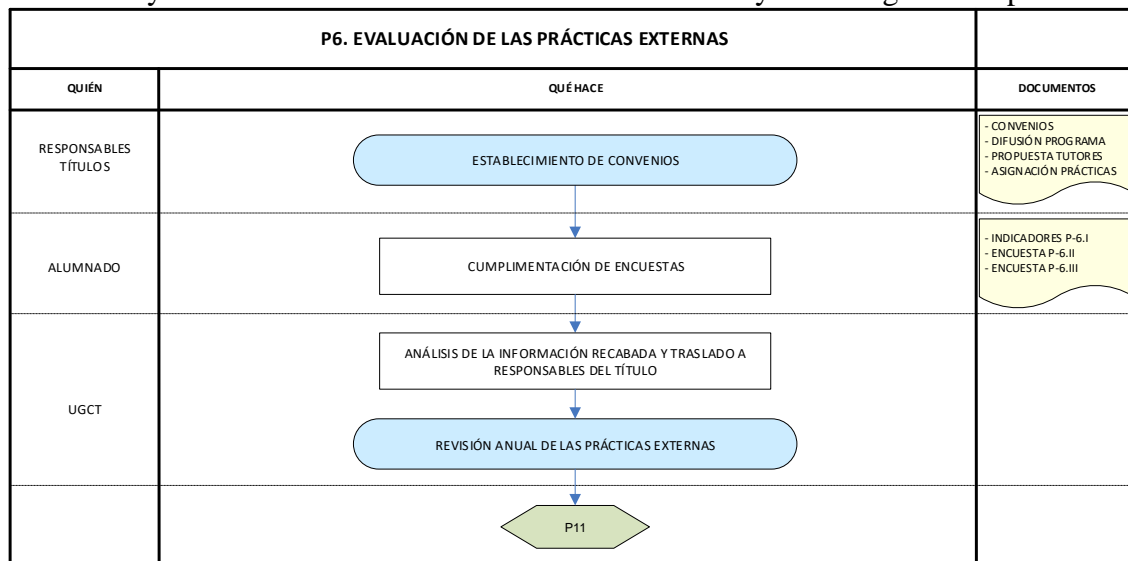 P6. EVALUACIÓN DE LAS PRÁCTICAS EXTERNAS
QUIÉN
QUÉ HACE
DOCUMENTOS
RESPONSABLES
TÍTULOS
ESTABLECIMIENTO DE CONVENIOS
- CONVENIOS
- DIFUSIÓN PROGRAMA
- PROPUESTA TUTORES
- ASIGNACIÓN PRÁCTICAS
ALUMNADO
CUMPLIMENTACIÓN DE ENCUESTAS
- INDICADORES P-6.I
- ENCUESTA P-6.II
- ENCUESTA P-6.III
UGCT
ANÁLISIS DE LA INFORMACIÓN RECABADA Y TRASLADO A
RESPONSABLES DEL TÍTULO
REVISIÓN ANUAL DE LAS PRÁCTICAS EXTERNAS
P11